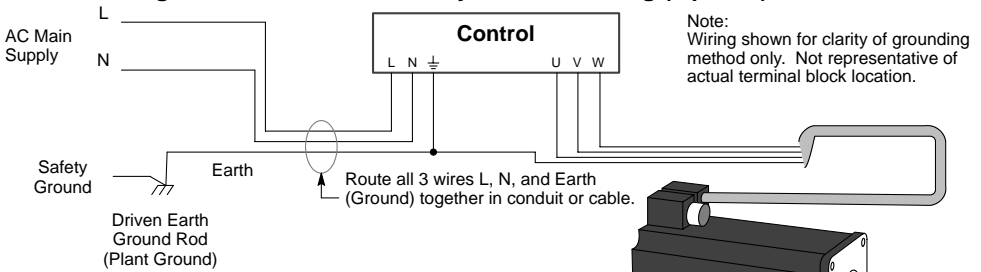 L
AC Main
Supply
N
Control
L N U V W
Note:
Wiring shown for clarity of grounding
method only. Not representative of
actual terminal block location.
Safety
Ground
Earth
Route all 3 wires L, N, and Earth
(Ground) together in conduit or cable.
Driven Earth
Ground Rod
(Plant Ground)